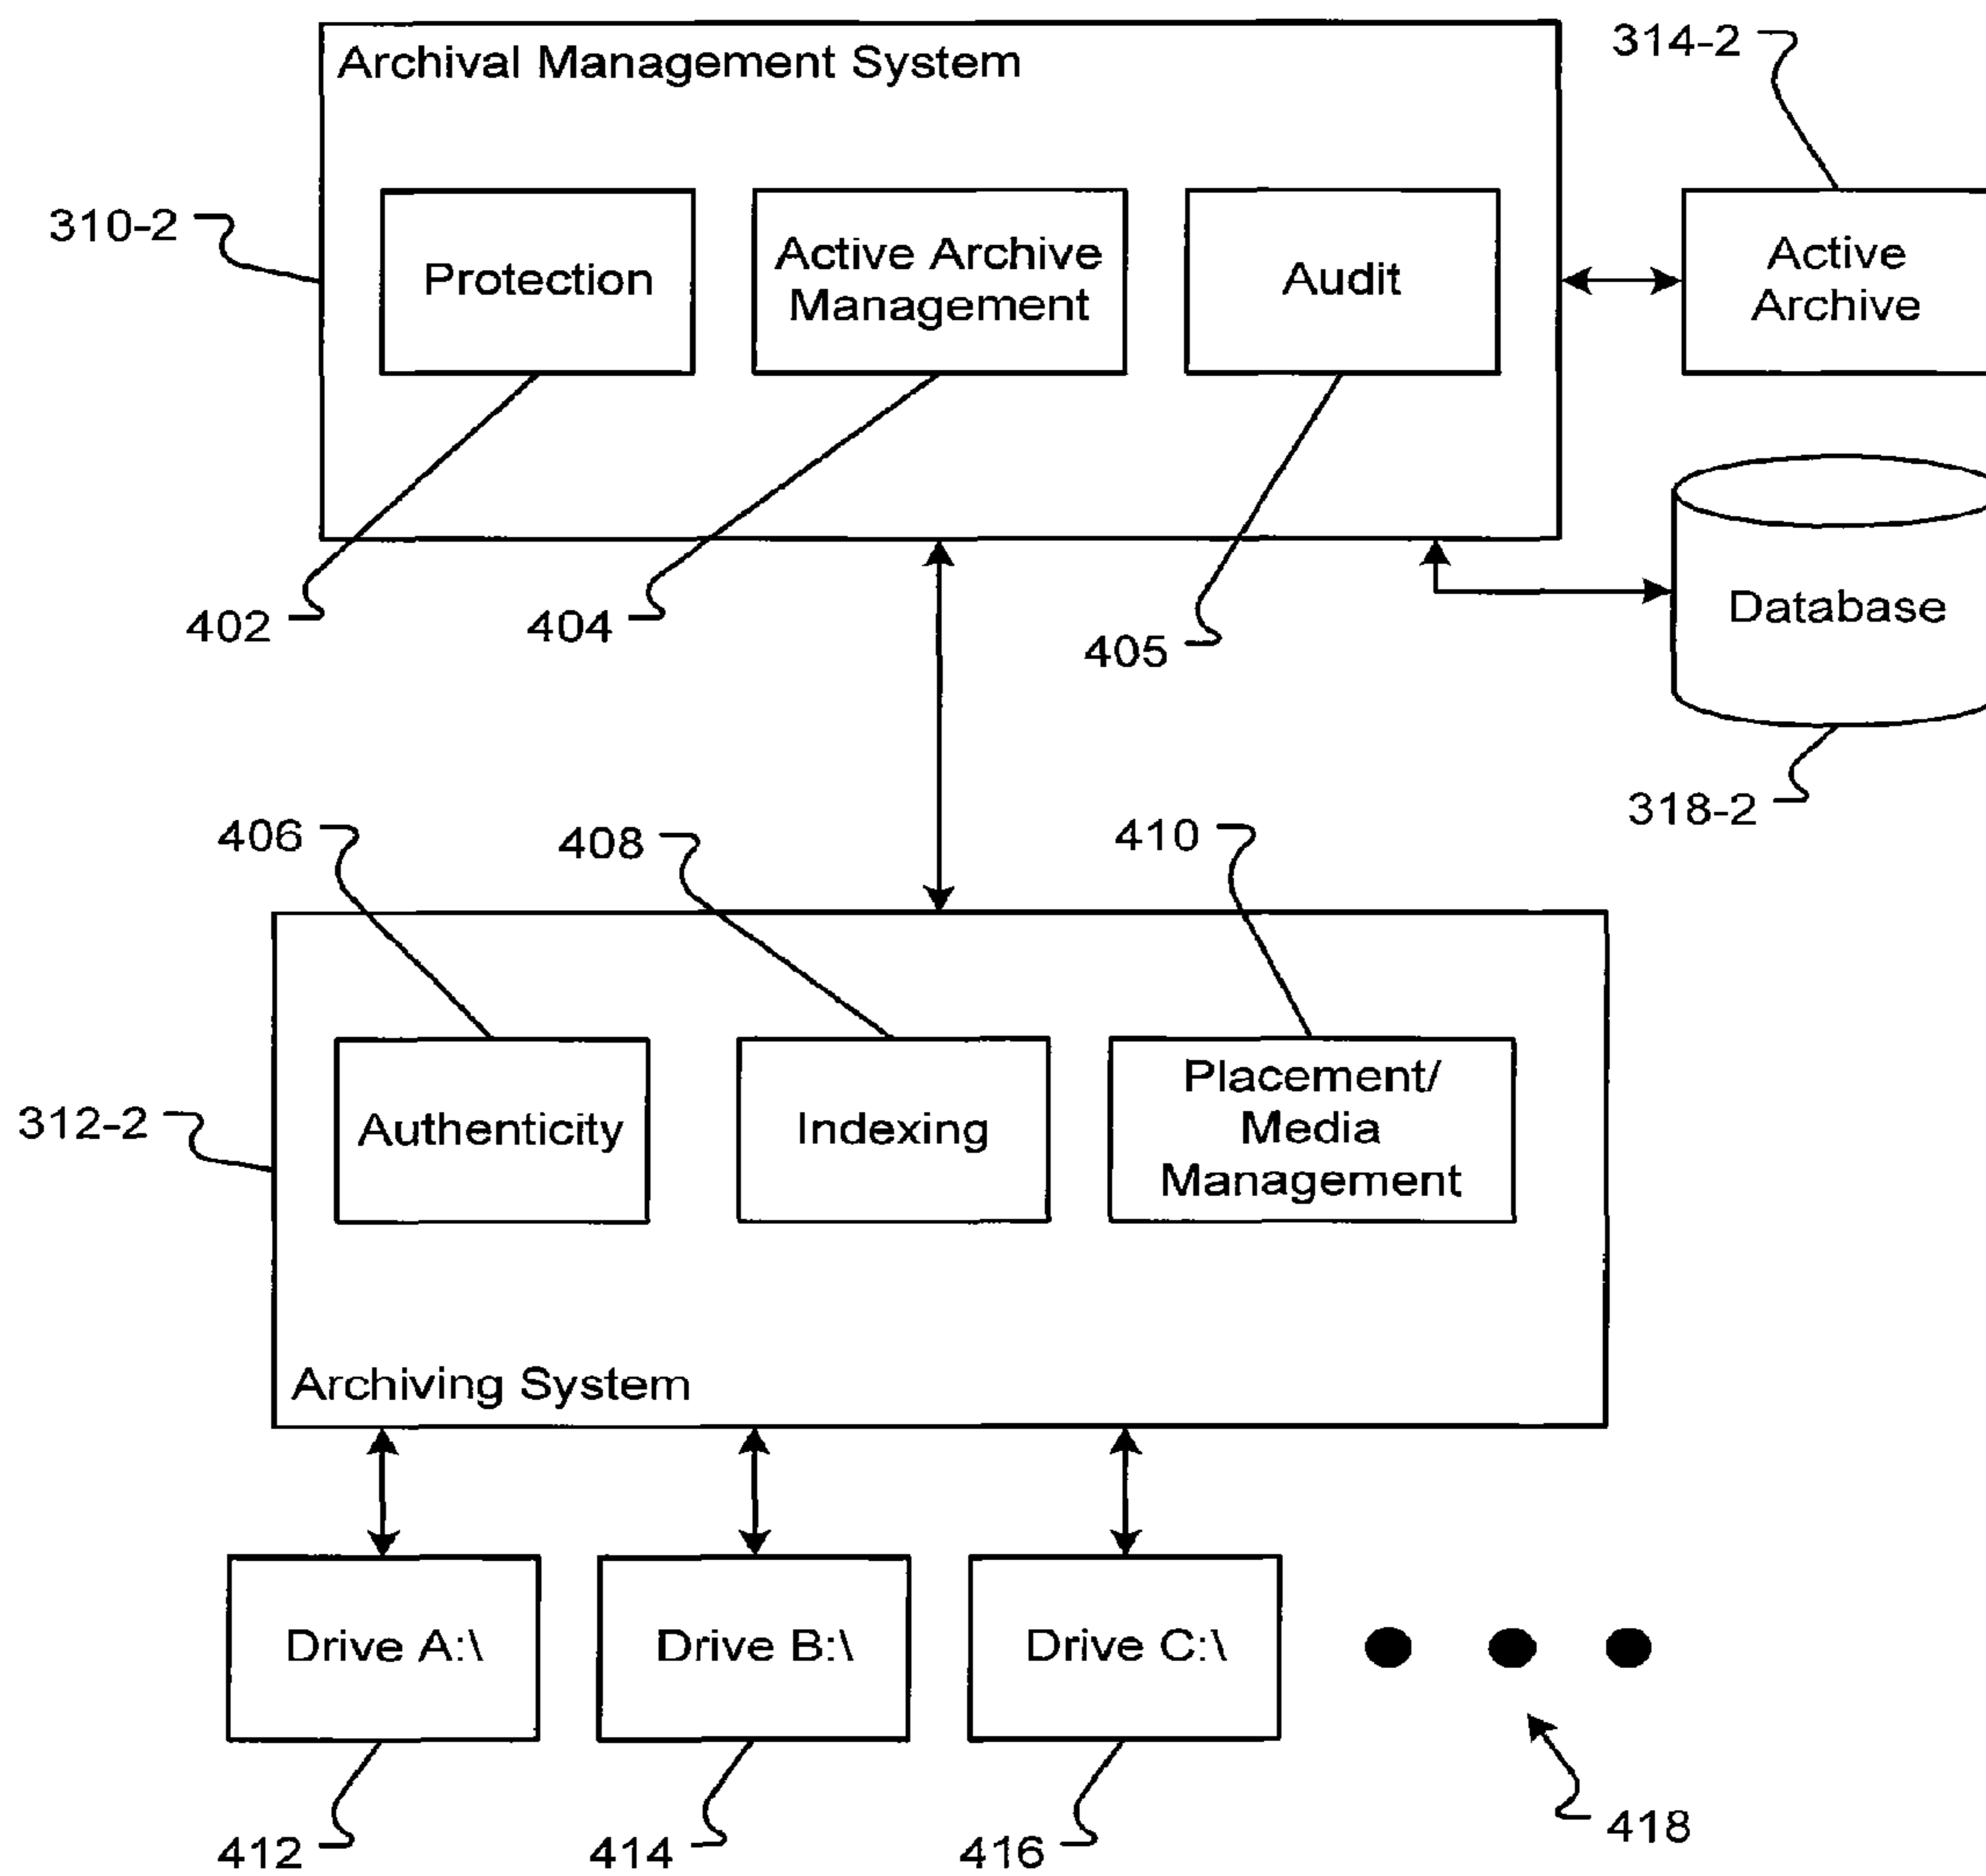 Archival Management System
314-2
310-2
Protection
Active Archive
Management
Audit
Active
Archive
402
404
405
Database
318-2
406
408
410
312-2
Authenticity
Indexing
Placement/
Media
Management
Archiving System
Drive A:\
Drive B:\
Drive C:\
412
414
416
418